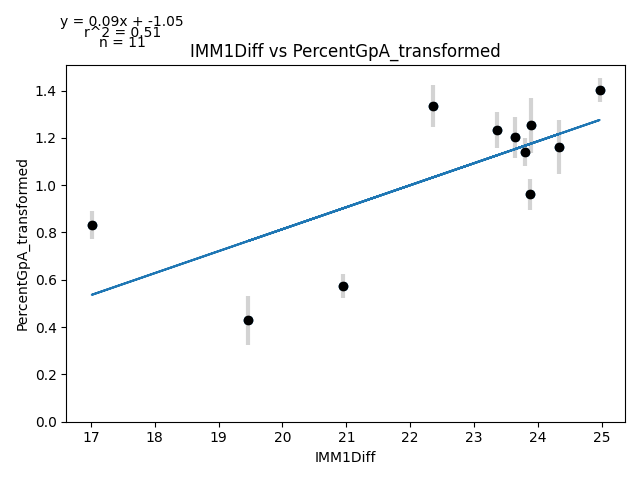 y = 0.09x + -1.05
r^2 = 0.51
n = 11
IMM1Diff vs PercentGpA_transformed
PercentGpA_transformed
1.4
1.2
1.0
0.8
0.6
0.4
0.2
0.0
17 18 19 20 21 22 23 24 25
IMM1Diff